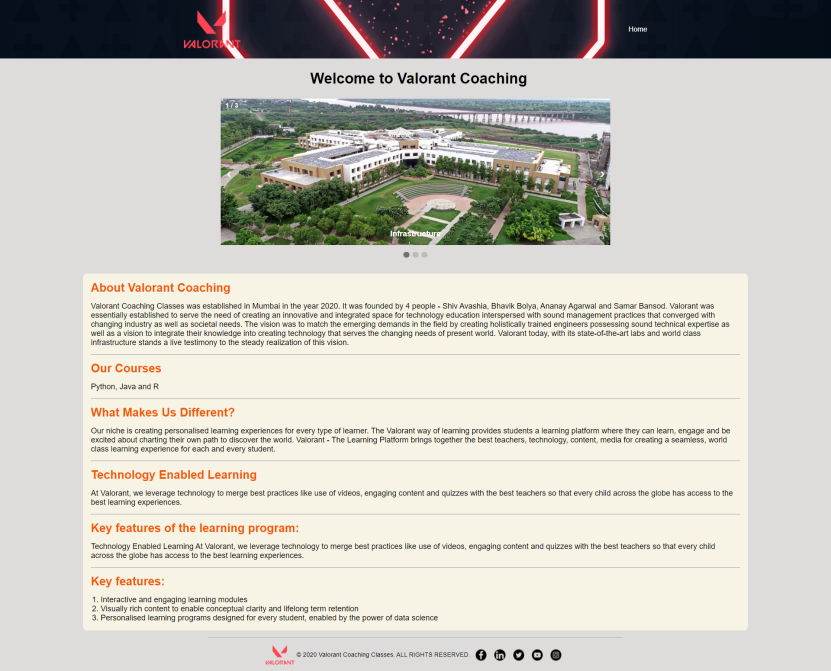 VALORANT
Home
Welcome to Valorant Coaching
1 / 3
Infrastructure
About Valorant Coaching
Valorant Coaching Classes was established in Mumbai in the year 2020. It was founded by 4 people - Shiv Avashia, Bhavik Bolya, Ananay Agarwal and Samar Bansod. Valorant was
essentially established to serve the need of creating an innovative and integrated space for technology education interspersed with sound management practices that converged with
changing industry as well as societal needs. The vision was to match the emerging demands in the field by creating holistically trained engineers possessing sound technical expertise as
well as a vision to integrate their knowledge into creating technology that serves the changing needs of present world. Valorant today, with its state-of-the-art labs and world class
infrastructure stands a live testimony to the steady realization of this vision.
Our Courses
Python, Java and R
What Makes Us Different?
Our niche is creating personalised learning experiences for every type of learner. The Valorant way of learning provides students a learning platform where they can learn, engage and be
excited about charting their own path to discover the world. Valorant - The Learning Platform brings together the best teachers, technology, content, media for creating a seamless, world
class learning experience for each and every student.
Technology Enabled Learning
At Valorant, we leverage technology to merge best practices like use of videos, engaging content and quizzes with the best teachers so that every child across the globe has access to the
best learning experiences.
Key features of the learning program:
Technology Enabled Learning At Valorant, we leverage technology to merge best practices like use of videos, engaging content and quizzes with the best teachers so that every child
across the globe has access to the best learning experiences.
Key features:
1. Interactive and engaging learning modules
2. Visually rich content to enable conceptual clarity and lifelong term retention
3. Personalised learning programs designed for every student, enabled by the power of data science
VALORANT
© 2020 Valorant Coaching Classes. ALL RIGHTS RESERVED.